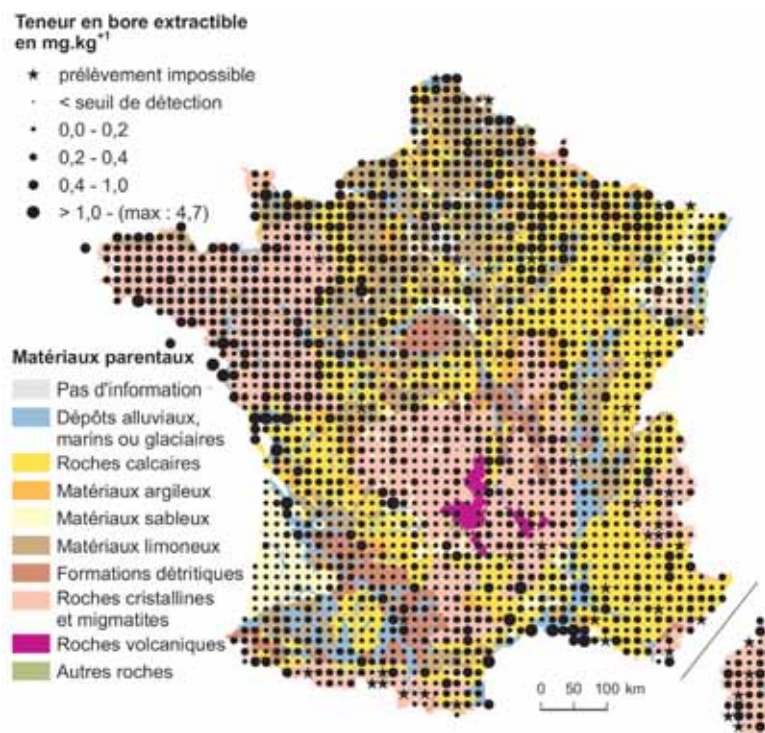 Teneur en bore extractible
en mg.kg⁺¹
prélèvement impossible
< seuil de détection
0,0 - 0,2
0,2 - 0,4
0,4 - 1,0
> 1,0 - (max : 4,7)
Matériaux parentaux
Pas d'information
Dépôts alluviaux,
marins ou glaciaires
Roches calcaires
Matériaux argileux
Matériaux sableux
Matériaux limoneux
Formations détritiques
Roches cristallines
et migmatites
Roches volcaniques
Autres roches
0 50 100 km